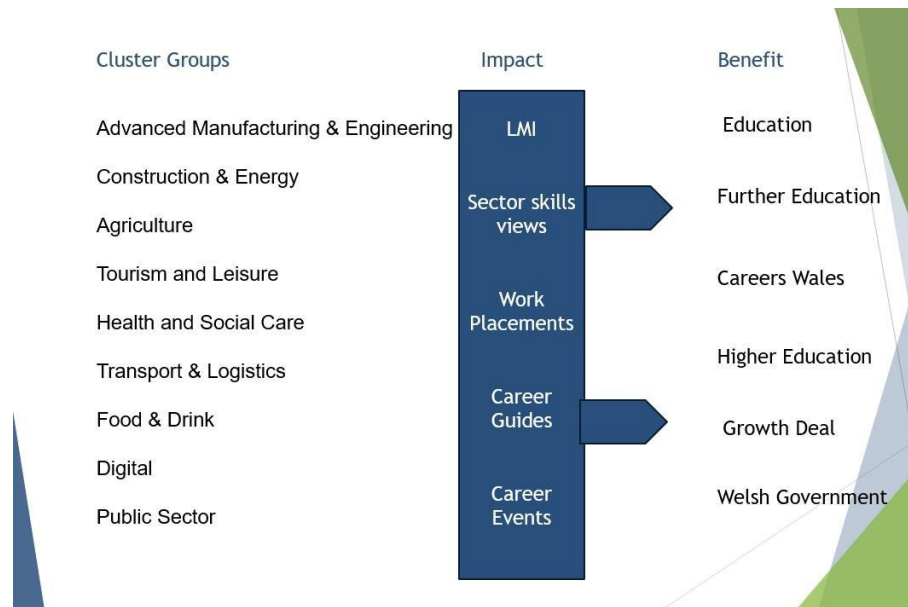 Cluster Groups
Advanced Manufacturing & Engineering
Construction & Energy
Agriculture
Tourism and Leisure
Health and Social Care
Transport & Logistics
Food & Drink
Digital
Public Sector
Impact
LMI
Sector skills
views
Work
Placements
Career
Guides
Career
Events
Benefit
Education
Further Education
Careers Wales
Higher Education
Growth Deal
Welsh Government